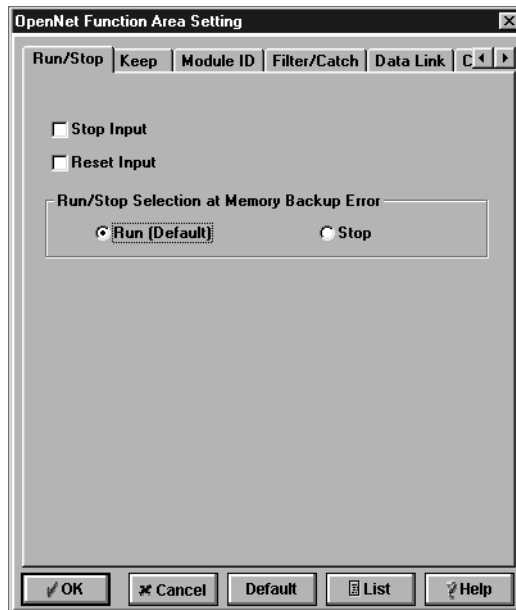 OpenNet Function Area Setting
Run/Stop Keep Module ID Filter/Catch Data Link C
Stop Input
Reset Input
Run/Stop Selection at Memory Backup Error
Run (Default) Stop
OK Cancel Default List Help